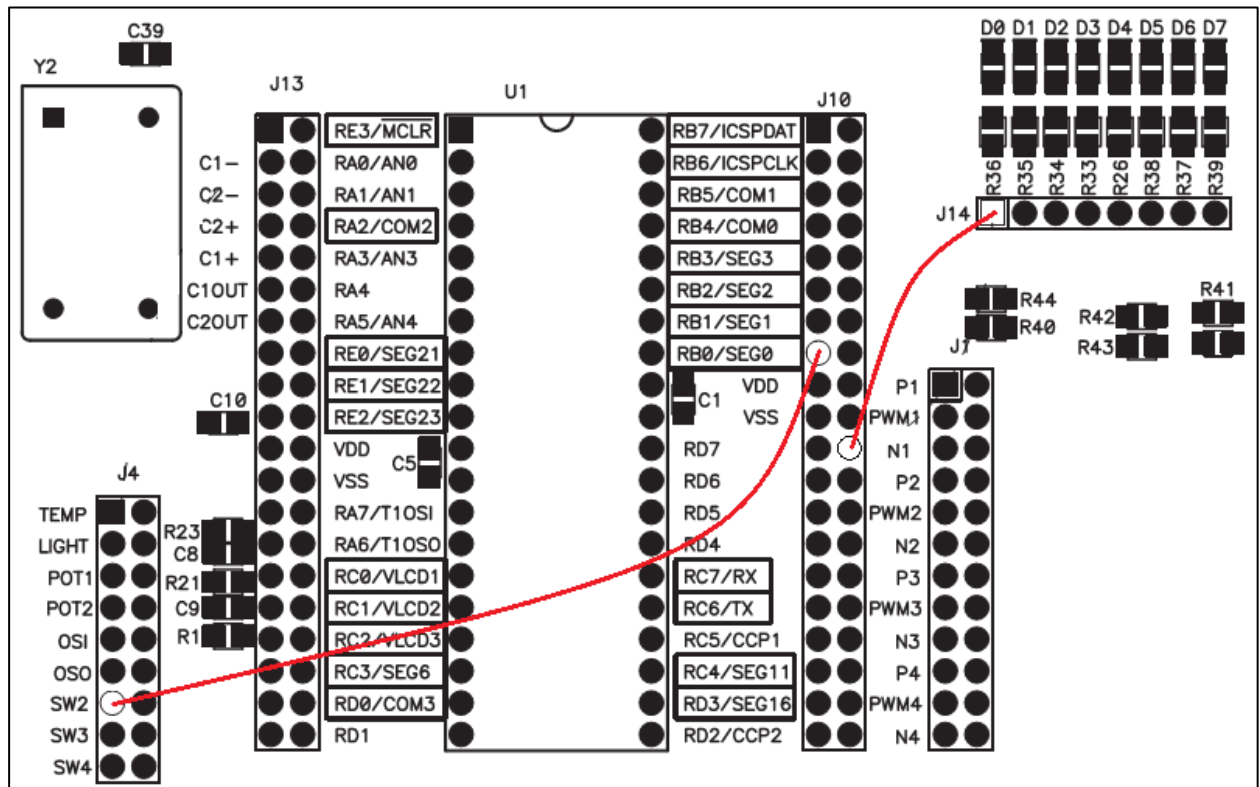 C39
Y2
J13
U1
J10
D0 D1 D2 D3 D4 D5 D6 D7
R36 R35 R34 R33 R26 R38 R37 R39
J14
RE3/MCLR
RB7/ICSPDAT
C1-
RA0/AN0
RB6/ICSPCLK
C2-
RA1/AN1
RB5/COM1
C2+
RA2/COM2
RB4/COM0
C1+
RA3/AN3
RB3/SEG3
C1OUT
RA4
RB2/SEG2
C2OUT
RA5/AN4
RB1/SEG1
RE0/SEG21
RB0/SEG0
RE1/SEG22
C1
VDD
RE2/SEG23
VSS
C10
VDD
C5
RD7
VSS
RD6
RA7/T1OSI
RD5
RA6/T1OSO
RD4
RC0/VLCD1
RC7/RX
RC1/VLCD2
RC6/TX
RC2/VLCD3
RC5/CCP1
RC3/SEG6
RC4/SEG11
RD0/COM3
RD3/SEG16
RD1
RD2/CCP2
R44
R40
R42
R43
R41
J1
P1
PWM1
N1
P2
PWM2
N2
P3
PWM3
N3
P4
PWM4
N4
J4
TEMP
LIGHT
POT1
POT2
OSI
OSO
SW2
SW3
SW4
R23
C8
R21
C9
R1